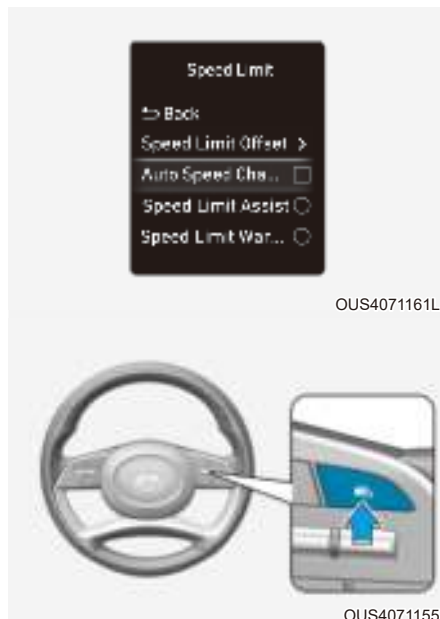 Speed Limit
Back
Speed Limit Offset >
Auto Speed Cha...
Speed Limit Assist
Speed Limit War...
OUS4071161L
OUS4071155